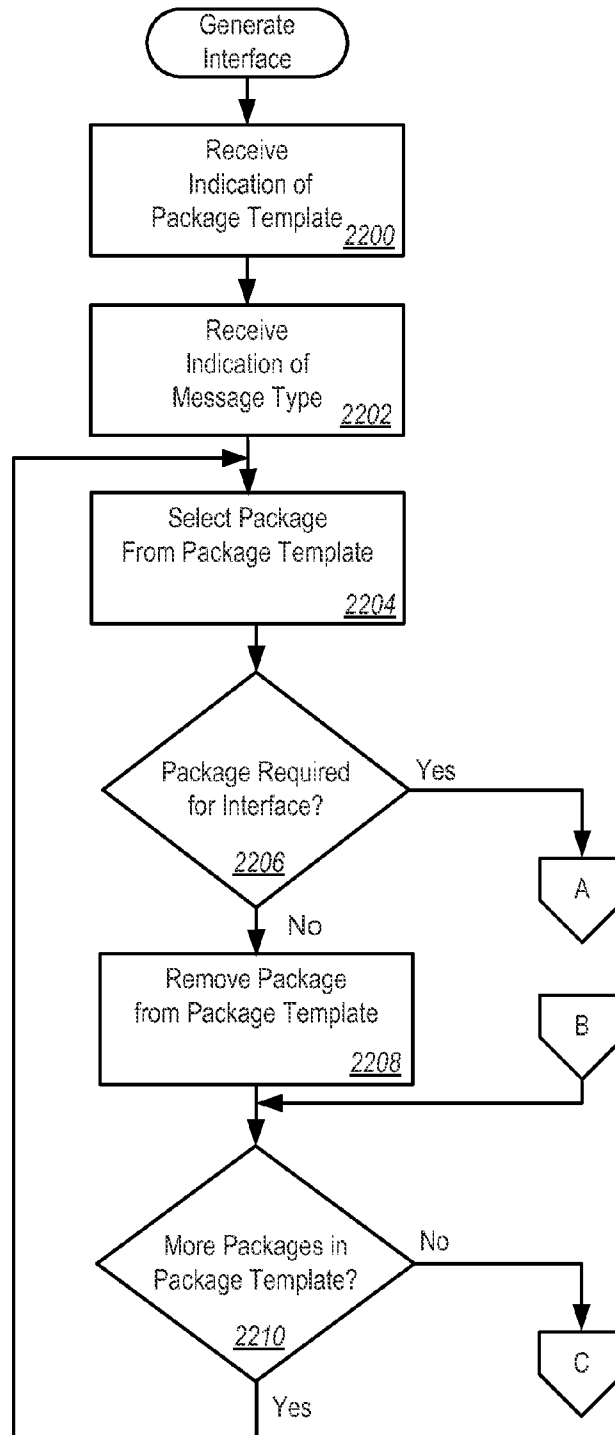 Generate
Interface
Receive
Indication of
Package Template
2200
Receive
Indication of
Message Type
2202
Select Package
From Package Template
2204
Package Required
for Interface?
2206
Yes
A
No
Remove Package
from Package Template
2208
B
More Packages in
Package Template?
2210
No
C
Yes